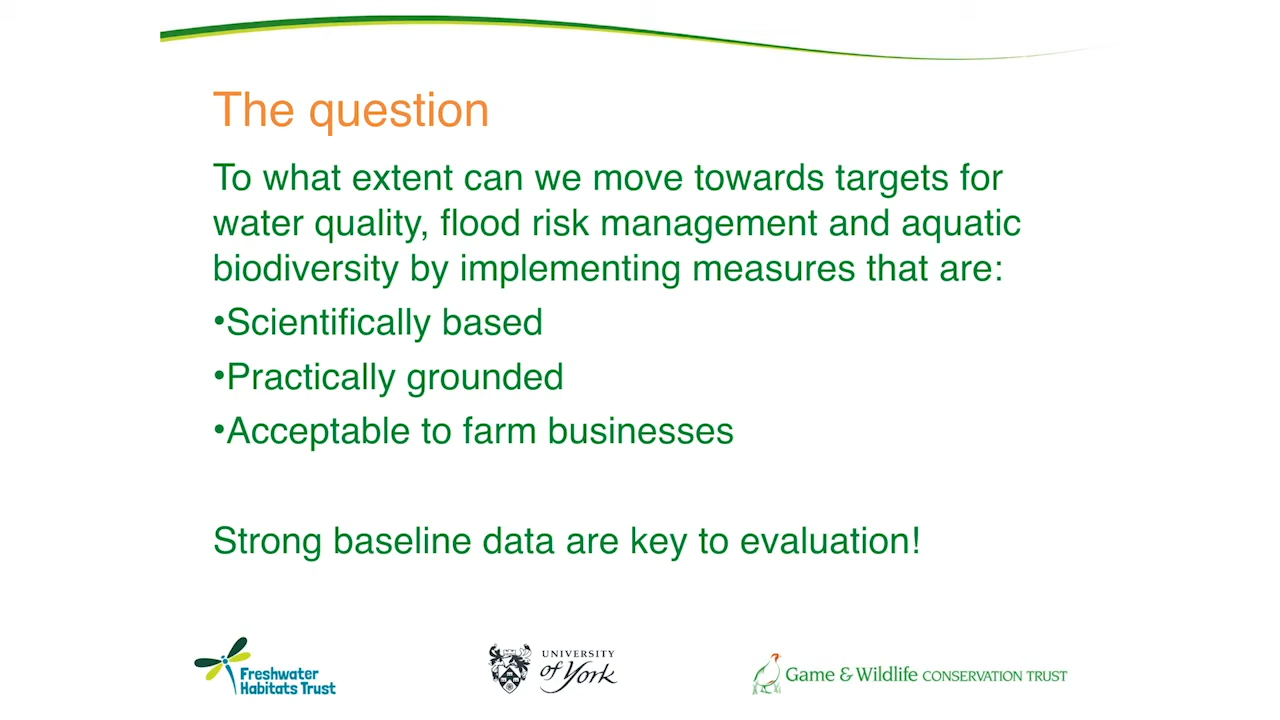 The question
To what extent can we move towards targets for
water quality, flood risk management and aquatic
biodiversity by implementing measures that are:
•Scientifically based
•Practically grounded
•Acceptable to farm businesses
Strong baseline data are key to evaluation!
Freshwater
Habitats Trust
UNIVERSITY
of York
Game & Wildlife CONSERVATION TRUST